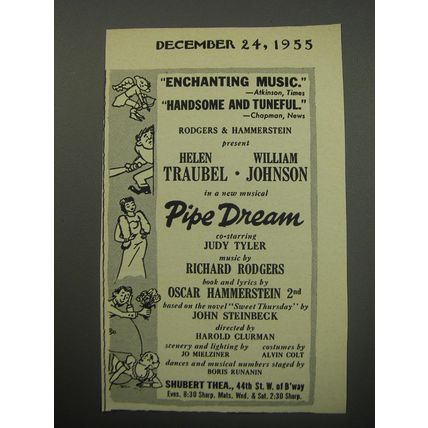 DECEMBER 24, 1955
"ENCHANTING MUSIC."
—Atkinson, Times
"HANDSOME AND TUNEFUL."
—Chapman, News
RODGERS & HAMMERSTEIN
present
HELEN WILLIAM
TRAUBEL • JOHNSON
in a new musical
Pipe Dream
co-starring
JUDY TYLER
music by
RICHARD RODGERS
book and lyrics by
OSCAR HAMMERSTEIN 2nd
based on the novel "Sweet Thursday" by
JOHN STEINBECK
directed by
HAROLD CLURMAN
scenery and lighting by costumes by
JO MIELZINER ALVIN COLT
dances and musical numbers staged by
BORIS RUNANIN
SHUBERT THEA., 44th St. W. of B'way
Eves. 8:30 Sharp. Mats. Wed. & Sat. 2:30 Sharp.